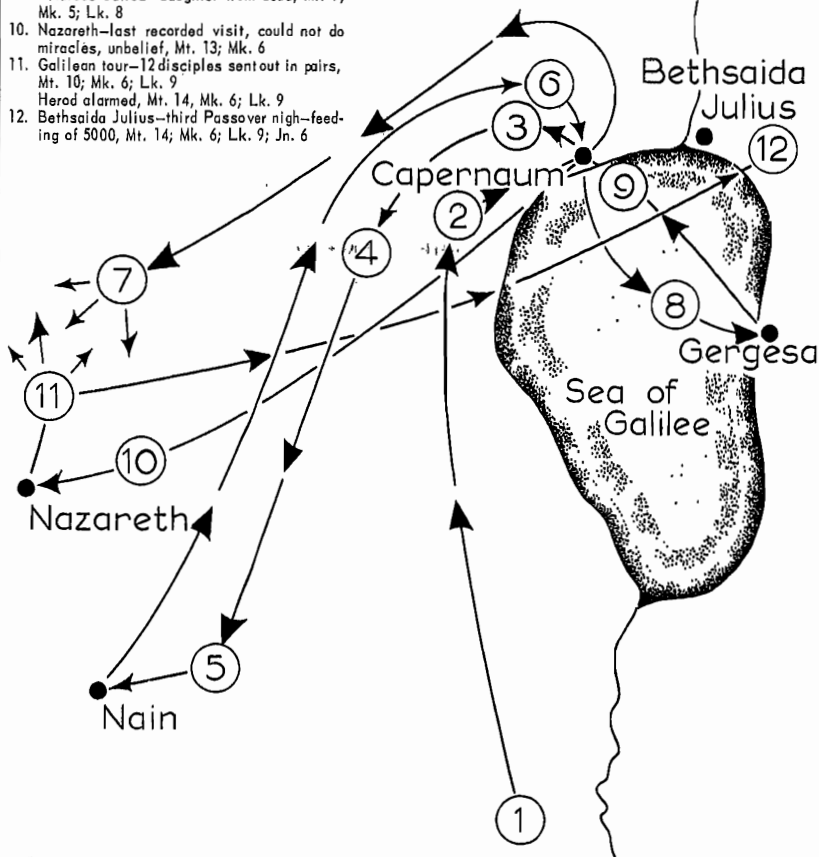 Mk. 5; Lk. 8
10. Nazareth–last recorded visit, could not do
miracles, unbelief, Mt. 13; Mk. 6
11. Galilean tour–12 disciples sent out in pairs,
Mt. 10; Mk. 6; Lk. 9
Herod alarmed, Mt. 14, Mk. 6; Lk. 9
12. Bethsaida Julius–third Passover nigh–feed-
ing of 5000, Mt. 14; Mk. 6; Lk. 9; Jn. 6
Bethsaida
Julius
6
3
12
Capernaum
9
2
4
7
8
Gergesa
11
Sea of
Galilee
10
Nazareth
5
Nain
1